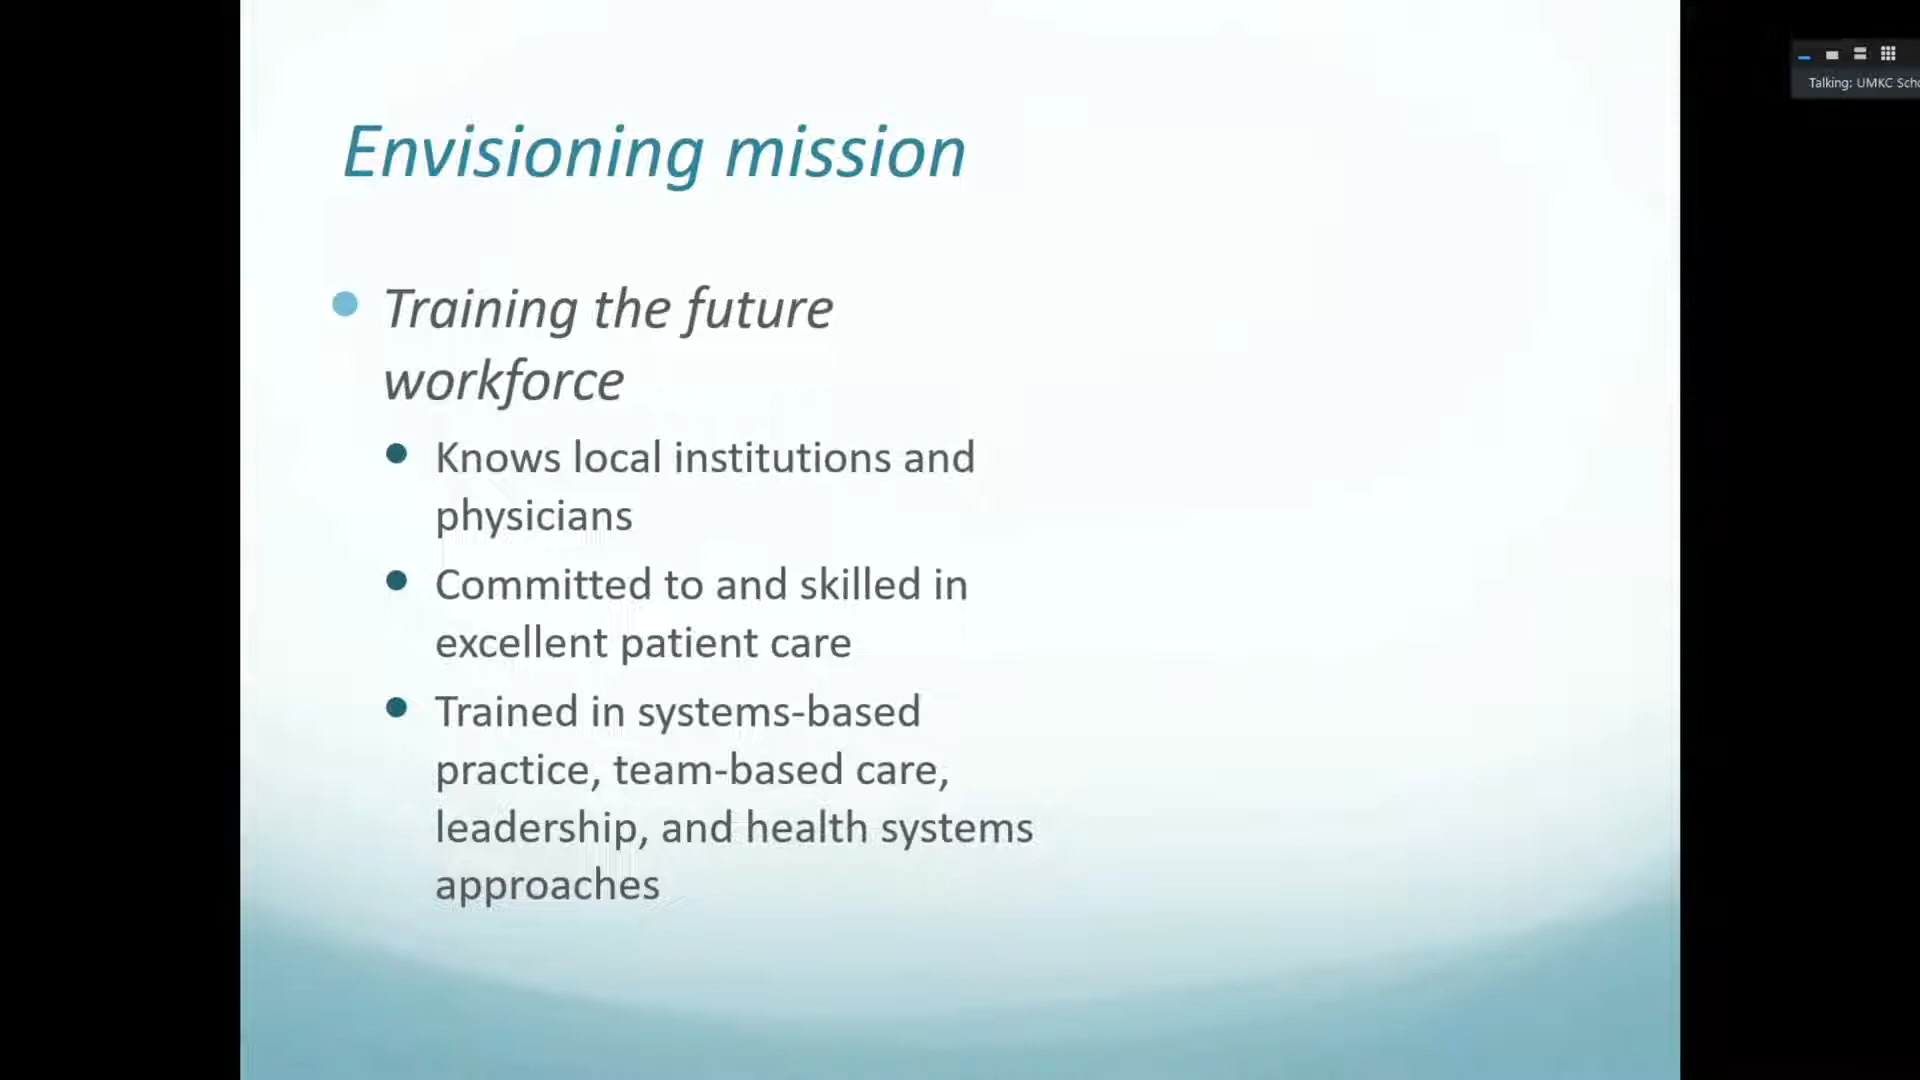 Talking: UMKC
Envisioning mission
Training the future
workforce
Knows local institutions and
physicians
Committed to and skilled in
excellent patient care
Trained in systems-based
practice, team-based care,
leadership, and health systems
approaches